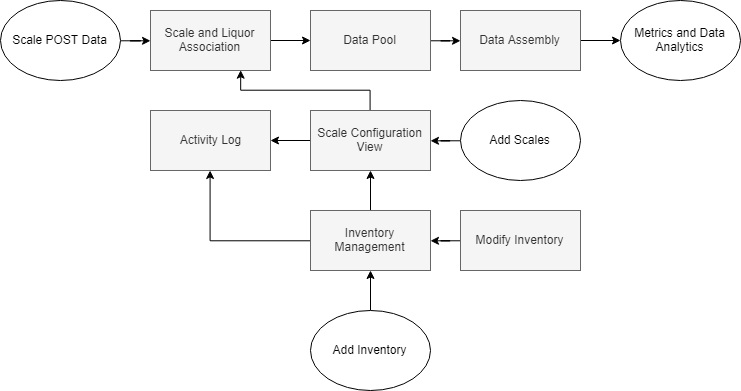 Scale POST Data
Scale and Liquor
Association
Data Pool
Data Assembly
Metrics and Data
Analytics
Activity Log
Scale Configuration
View
Add Scales
Inventory
Management
Modify Inventory
Add Inventory